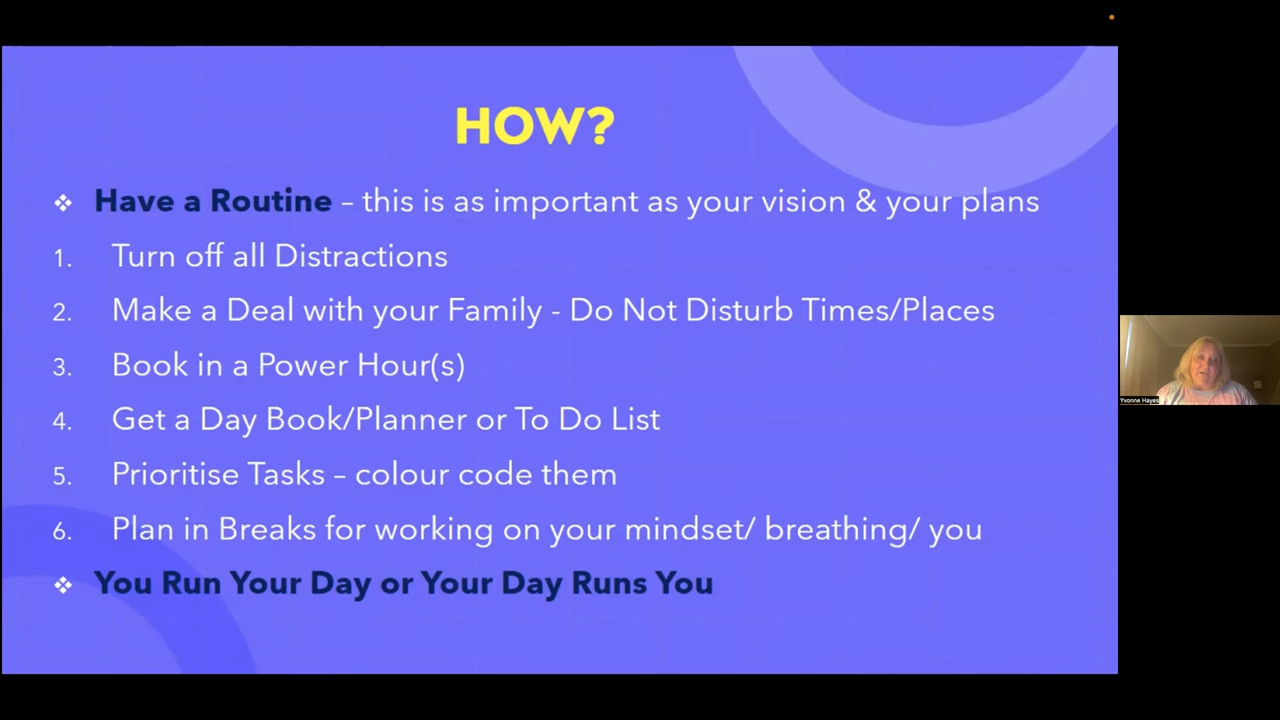 HOW?
❖ Have a Routine – this is as important as your vision & your plans
1. Turn off all Distractions
2. Make a Deal with your Family - Do Not Disturb Times/Places
3. Book in a Power Hour(s)
4. Get a Day Book/Planner or To Do List
5. Prioritise Tasks – colour code them
6. Plan in Breaks for working on your mindset/ breathing/ you
❖ You Run Your Day or Your Day Runs You
Yvonne Hayes